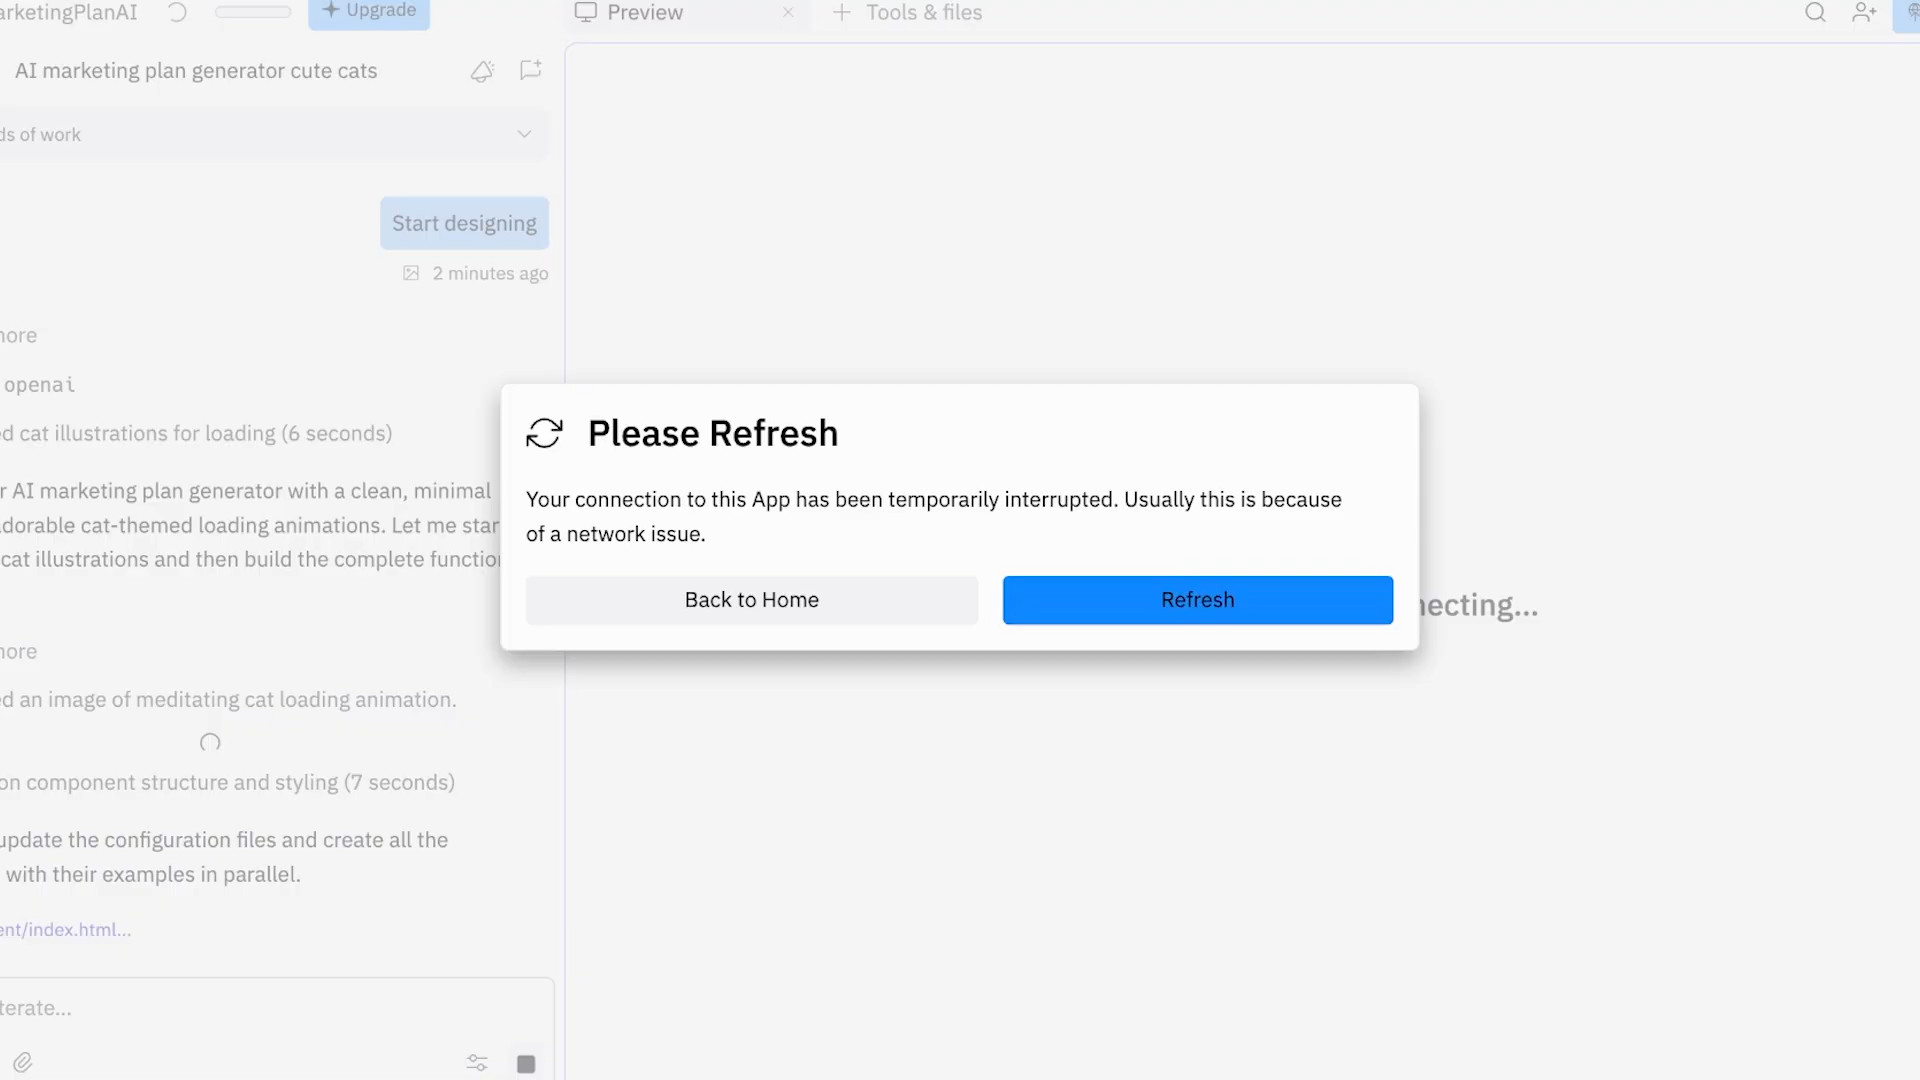 arketingPlanAI
Upgrade
Preview
Tools & files
AI marketing plan generator cute cats
ds of work
Start designing
2 minutes ago
nore
openai
ed cat illustrations for loading (6 seconds)
r AI marketing plan generator with a clean, minimal
adorable cat-themed loading animations. Let me star
cat illustrations and then build the complete function
nore
ed an image of meditating cat loading animation.
on component structure and styling (7 seconds)
update the configuration files and create all the
with their examples in parallel.
ent/index.html...
terate...
Please Refresh
Your connection to this App has been temporarily interrupted. Usually this is because
of a network issue.
Back to Home
Refresh
necting...